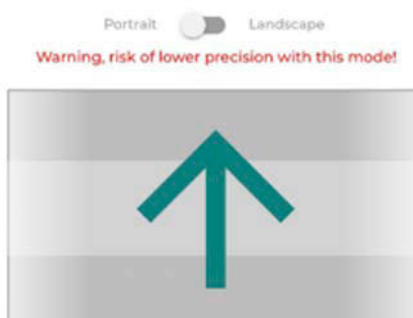 Portrait Landscape
Warning, risk of lower precision with this mode!